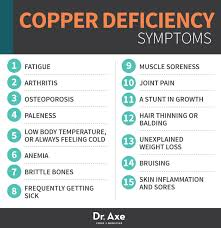 COPPER DEFICIENCY
SYMPTOMS
1 FATIGUE
2 ARTHRITIS
3 OSTEOPOROSIS
4 PALENESS
5 LOW BODY TEMPERATURE,
OR ALWAYS FEELING COLD
6 ANEMIA
7 BRITTLE BONES
8 FREQUENTLY GETTING
SICK
9 MUSCLE SORENESS
10 JOINT PAIN
11 A STUNT IN GROWTH
12 HAIR THINNING OR
BALDING
13 UNEXPLAINED
WEIGHT LOSS
14 BRUISING
15 SKIN INFLAMMATION
AND SORES
Dr. Axe